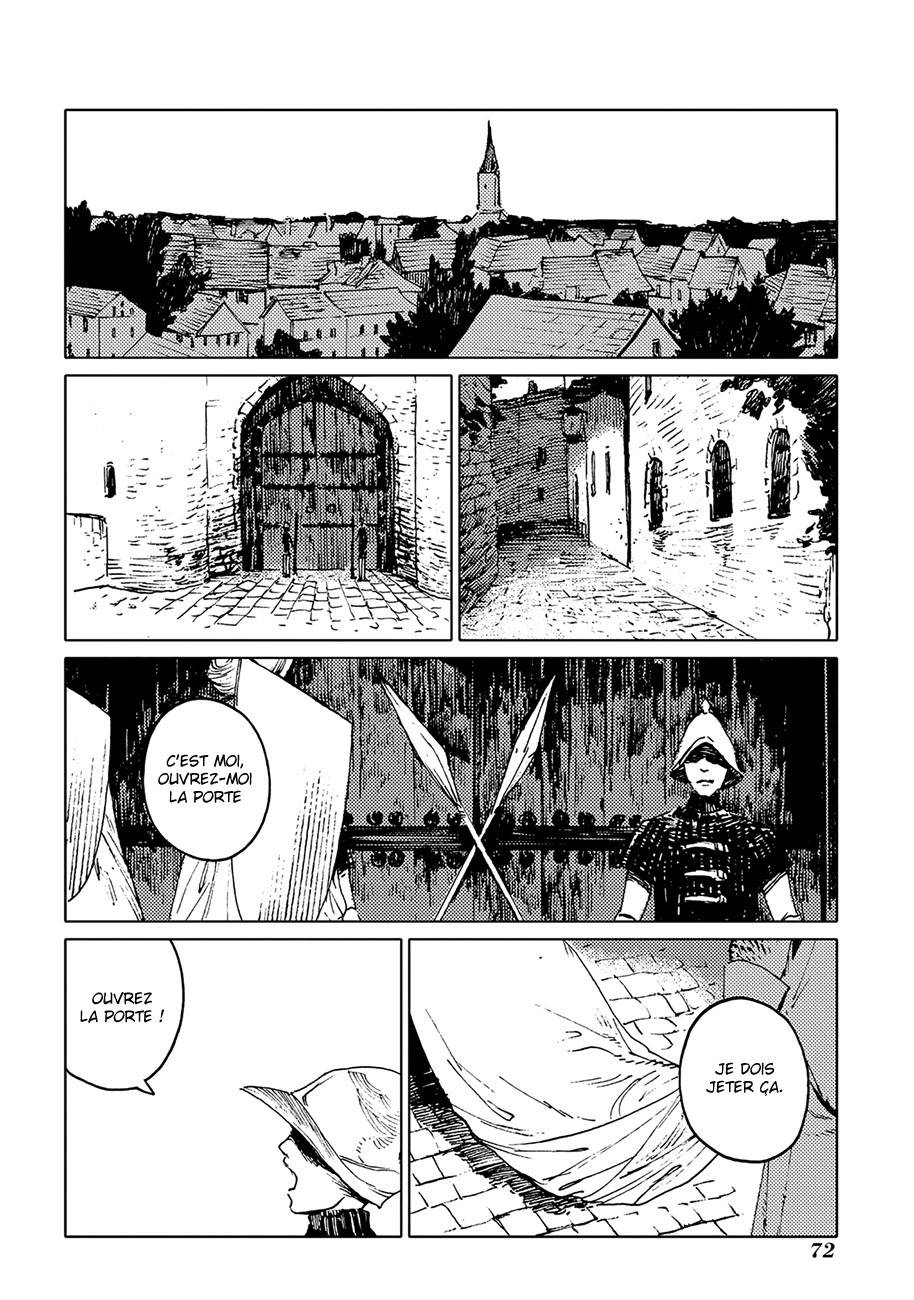 C'EST MOI,
OUVREZ-MOI
LA PORTE
JE DOIS
JETER ÇA.
OUVREZ
LA PORTE !
72